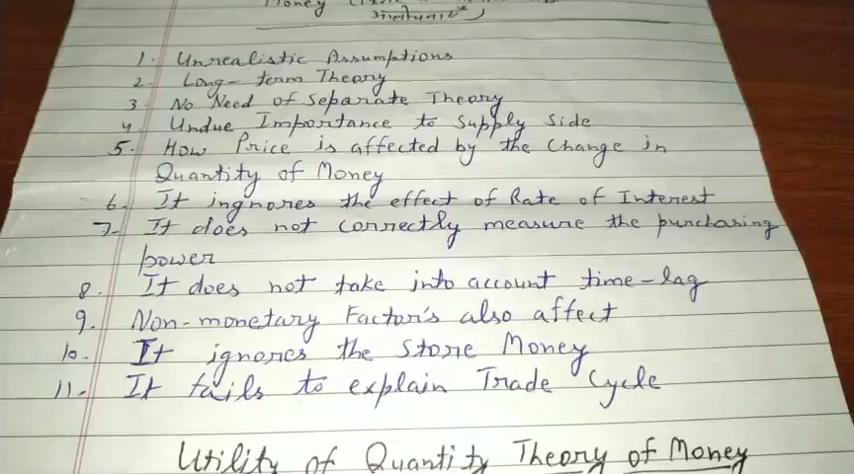 Money
आलोचनाएँ)
1. Unrealistic Assumptions
2. Long-term Theory
3 No Need of Separate Theory
4 Undue Importance to Supply Side
5. How Price is affected by the Change in
Quantity of Money
6. It ingnores the effect of Rate of Interest
7. It does not correctly measure the purchasing
power
8. It does not take into account time-lag
9. Non-monetary Factor's also affect
10. It ignores the Store Money
11. It fails to explain Trade Cycle
Utility of Quantity Theory of Money